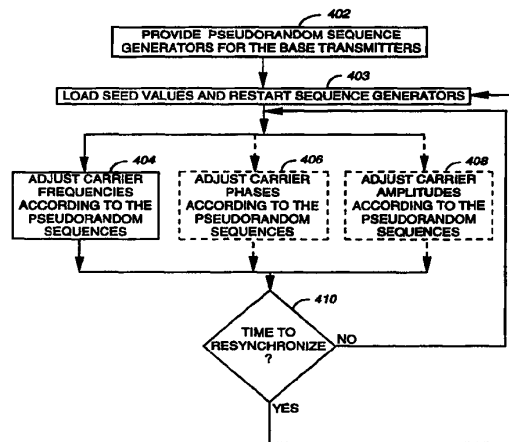 402
PROVIDE PSEUDORANDOM SEQUENCE
GENERATORS FOR THE BASE TRANSMITTERS
403
LOAD SEED VALUES AND RESTART SEQUENCE GENERATORS
404
ADJUST CARRIER
FREQUENCIES
ACCORDING TO THE
PSEUDORANDOM
SEQUENCES
406
ADJUST CARRIER
PHASES
ACCORDING TO THE
PSEUDORANDOM
SEQUENCES
408
ADJUST CARRIER
AMPLITUDES
ACCORDING TO THE
PSEUDORANDOM
SEQUENCES
410
TIME TO
RESYNCHRONIZE
?
NO
YES